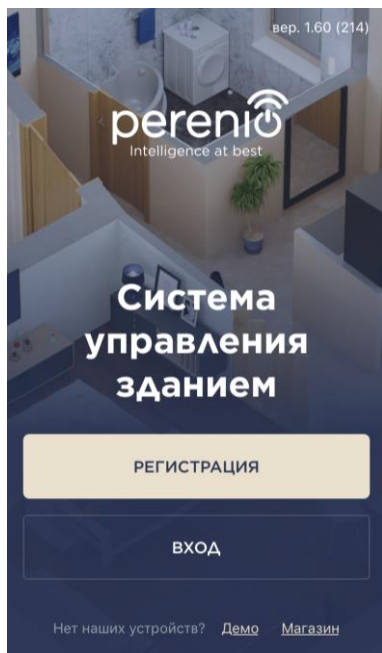 вер. 1.60 (214)
perenio
Intelligence at best
Система
управления
зданием
РЕГИСТРАЦИЯ
ВХОД
Нет наших устройств? Демо Магазин